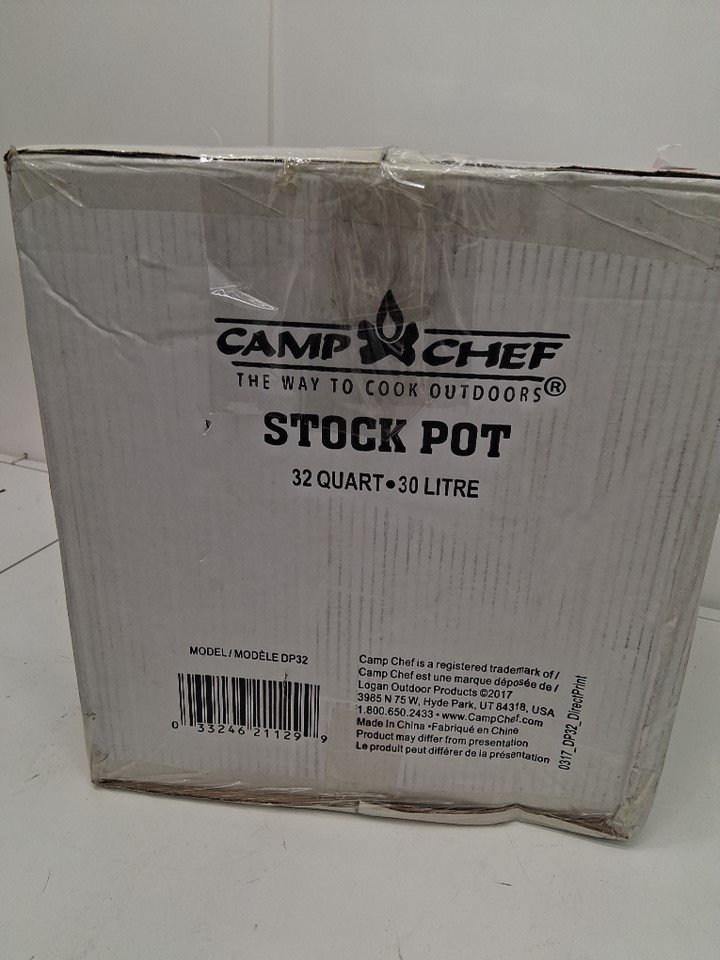 CAMP CHEF
THE WAY TO COOK OUTDOORS®
STOCK POT
32 QUART • 30 LITRE
MODEL / MODÈLE DP32
0 33246 21129 9
Camp Chef is a registered trademark of /
Camp Chef est une marque déposée de /
Logan Outdoor Products ©2017
3985 N 75 W, Hyde Park, UT 84318, USA
1.800.650.2433 • www.CampChef.com
Made In China • Fabriqué en Chine
Product may differ from presentation
Le produit peut différer de la présentation
0317_DP32_DirectPrint